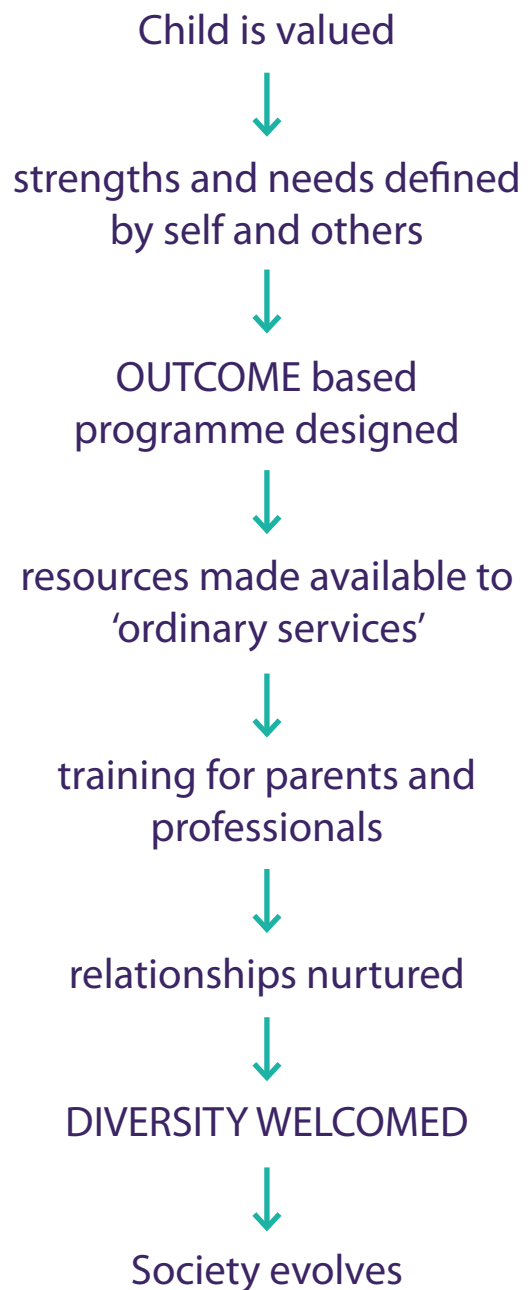 Child is valued
strengths and needs defined
by self and others
OUTCOME based
programme designed
resources made available to
‘ordinary services’
training for parents and
professionals
relationships nurtured
DIVERSITY WELCOMED
Society evolves